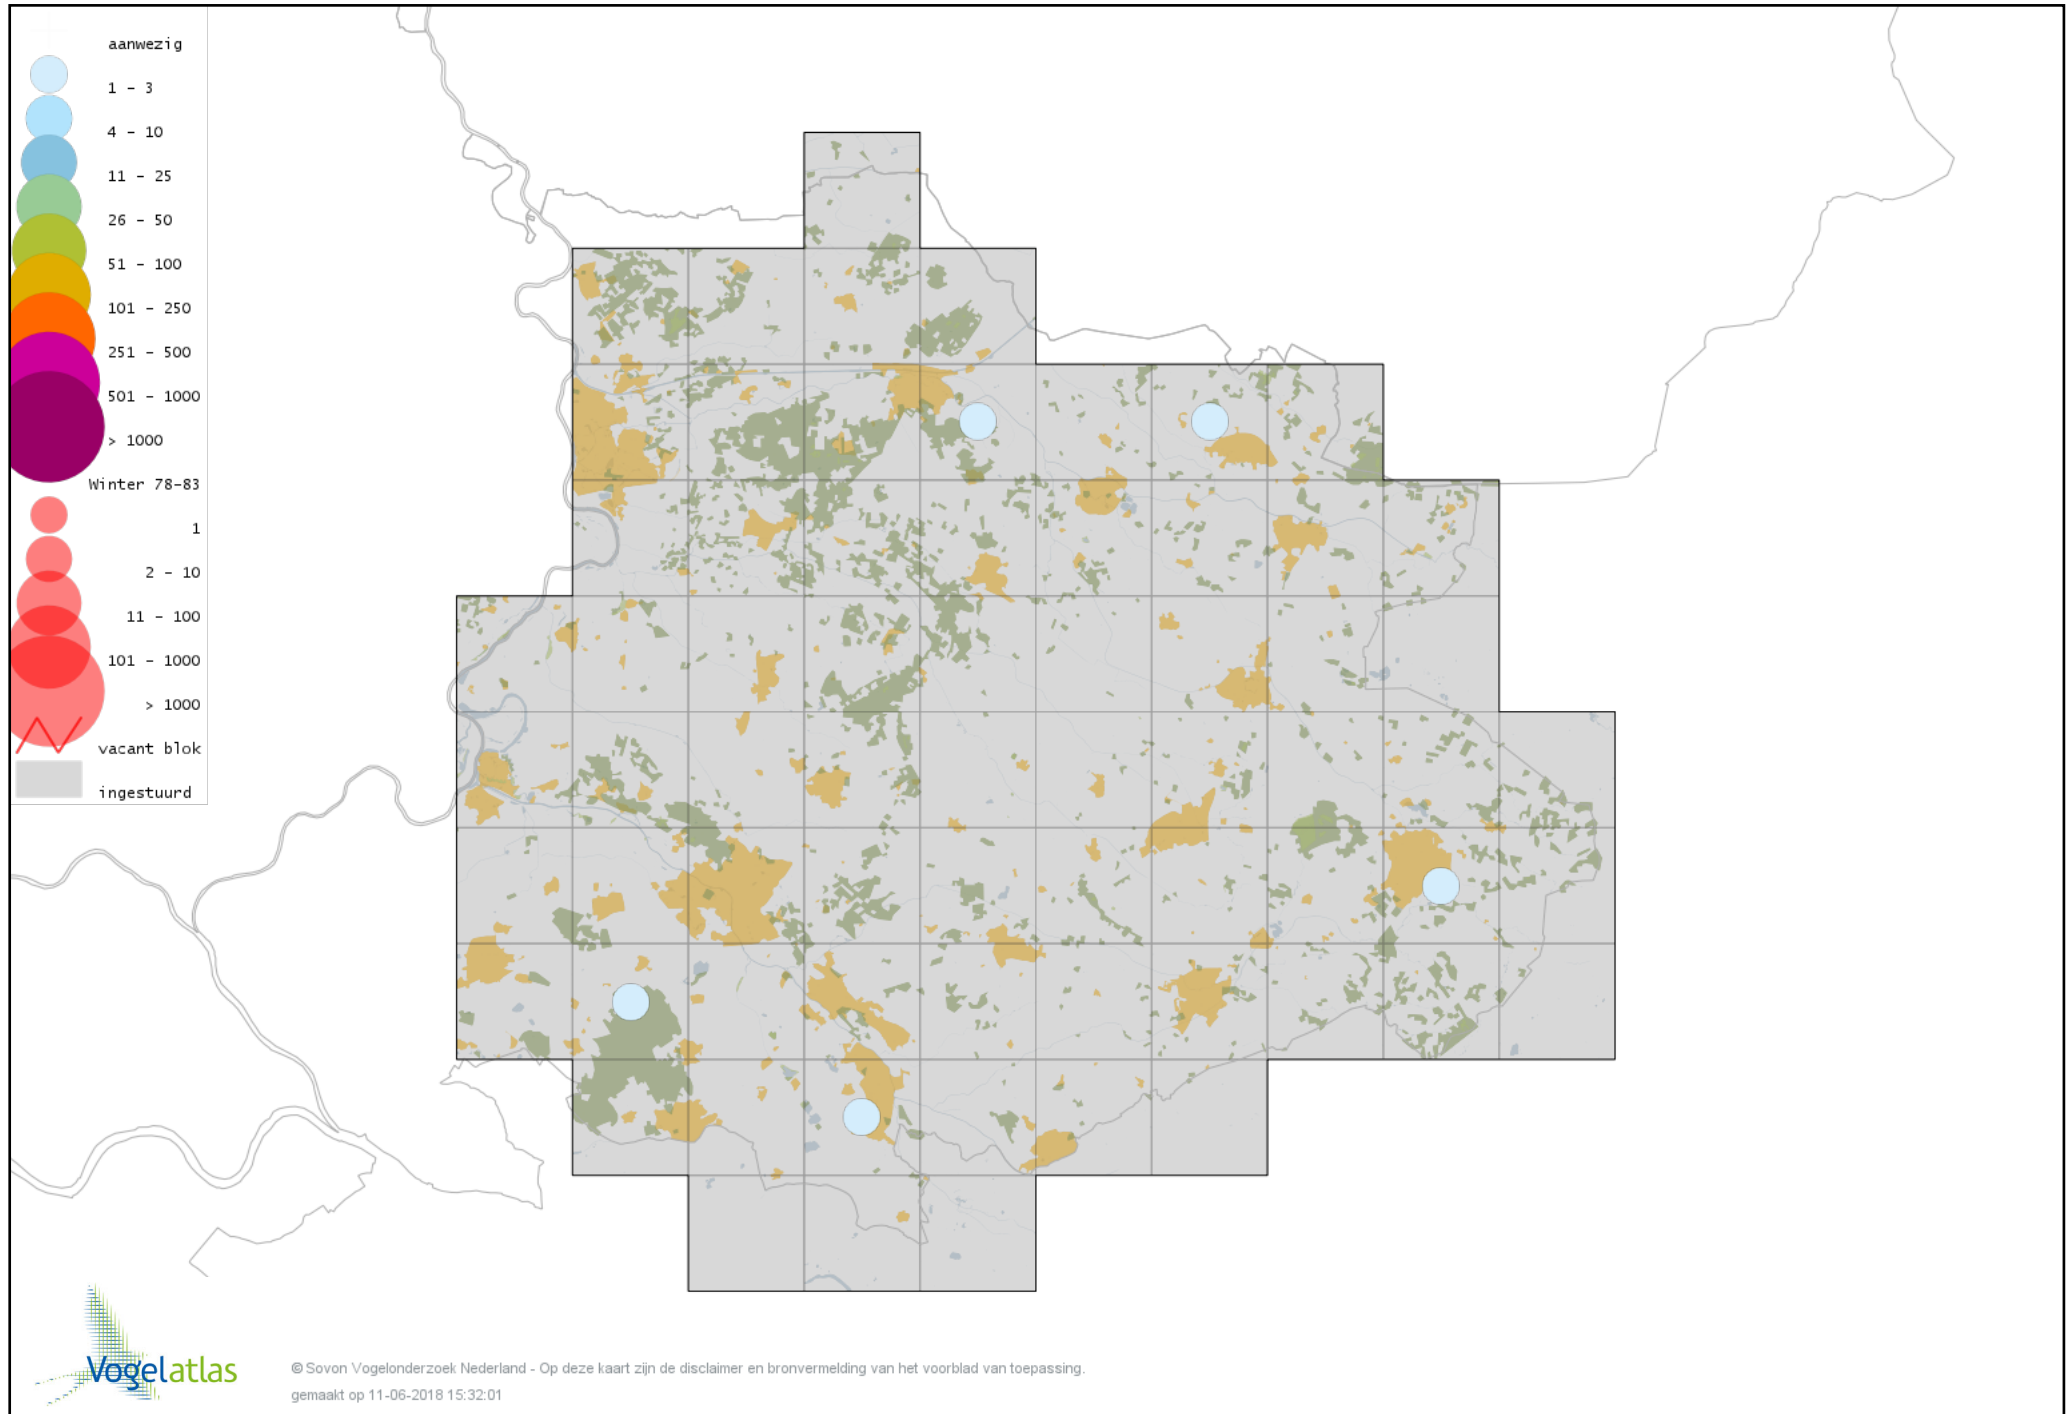 aanwezig
1 – 3
4 – 10
11 – 25
26 – 50
51 – 100
101 – 250
251 – 500
501 – 1000
> 1000
Winter 78-83
1
2 – 10
11 – 100
101 – 1000
> 1000
vacant blok
ingestuurd
Vogelatlas
© Sovon Vogelonderzoek Nederland - Op deze kaart zijn de disclaimer en bronvermelding van het voorblad van toepassing.
gemaakt op 11-06-2018 15:32:01